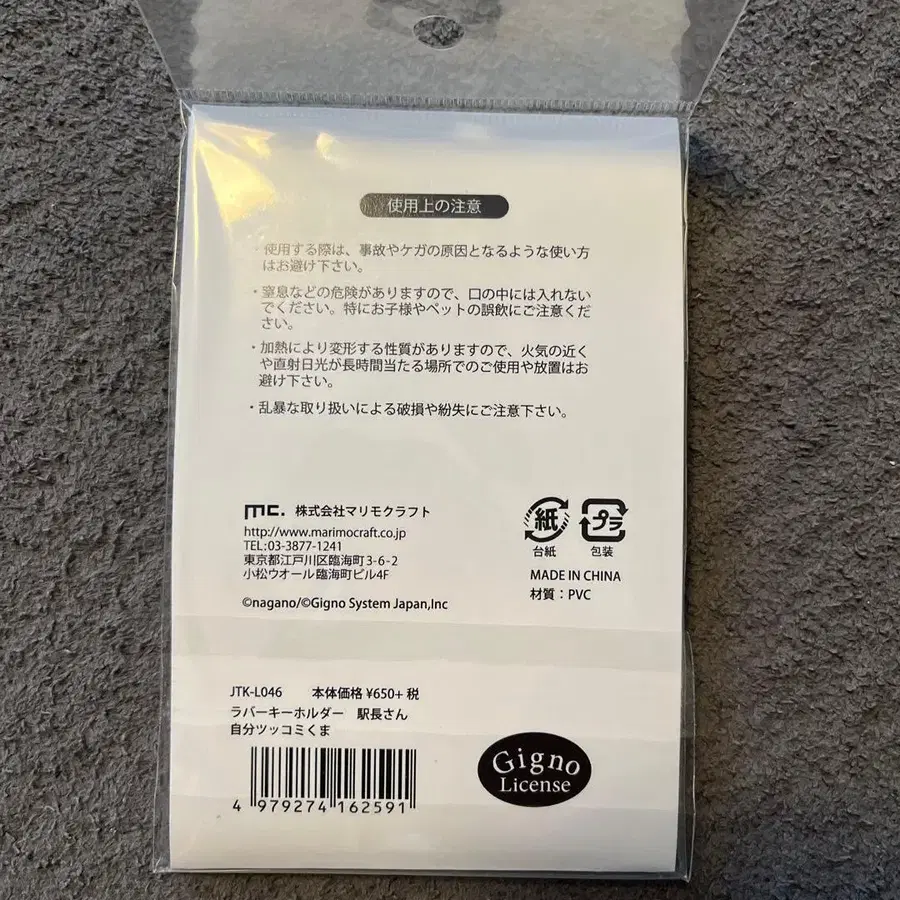 使用上の注意
・使用する際は、事故やケガの原因となるような使い方
はお避け下さい。
・窒息などの危険がありますので、口の中には入れない
でください。特にお子様やペットの誤飲にご注意くだ
さい。
・加熱により変形する性質がありますので、火気の近く
や直射日光が長時間当たる場所でのご使用や放置はお
避け下さい。
・乱暴な取り扱いによる破損や紛失にご注意下さい。
mc. 株式会社マリモクラフト
http://www.marimocraft.co.jp
TEL:03-3877-1241
東京都江戸川区臨海町3-6-2
小松ウオール臨海町ビル4F
©nagano/©Gigno System Japan,Inc
紙 プラ
台紙 包装
MADE IN CHINA
材質：PVC
JTK-L046 本体価格 ¥650+ 税
ラバーキーホルダー 駅長さん
自分ツッコミくま
4 979274 162591
Gigno
License